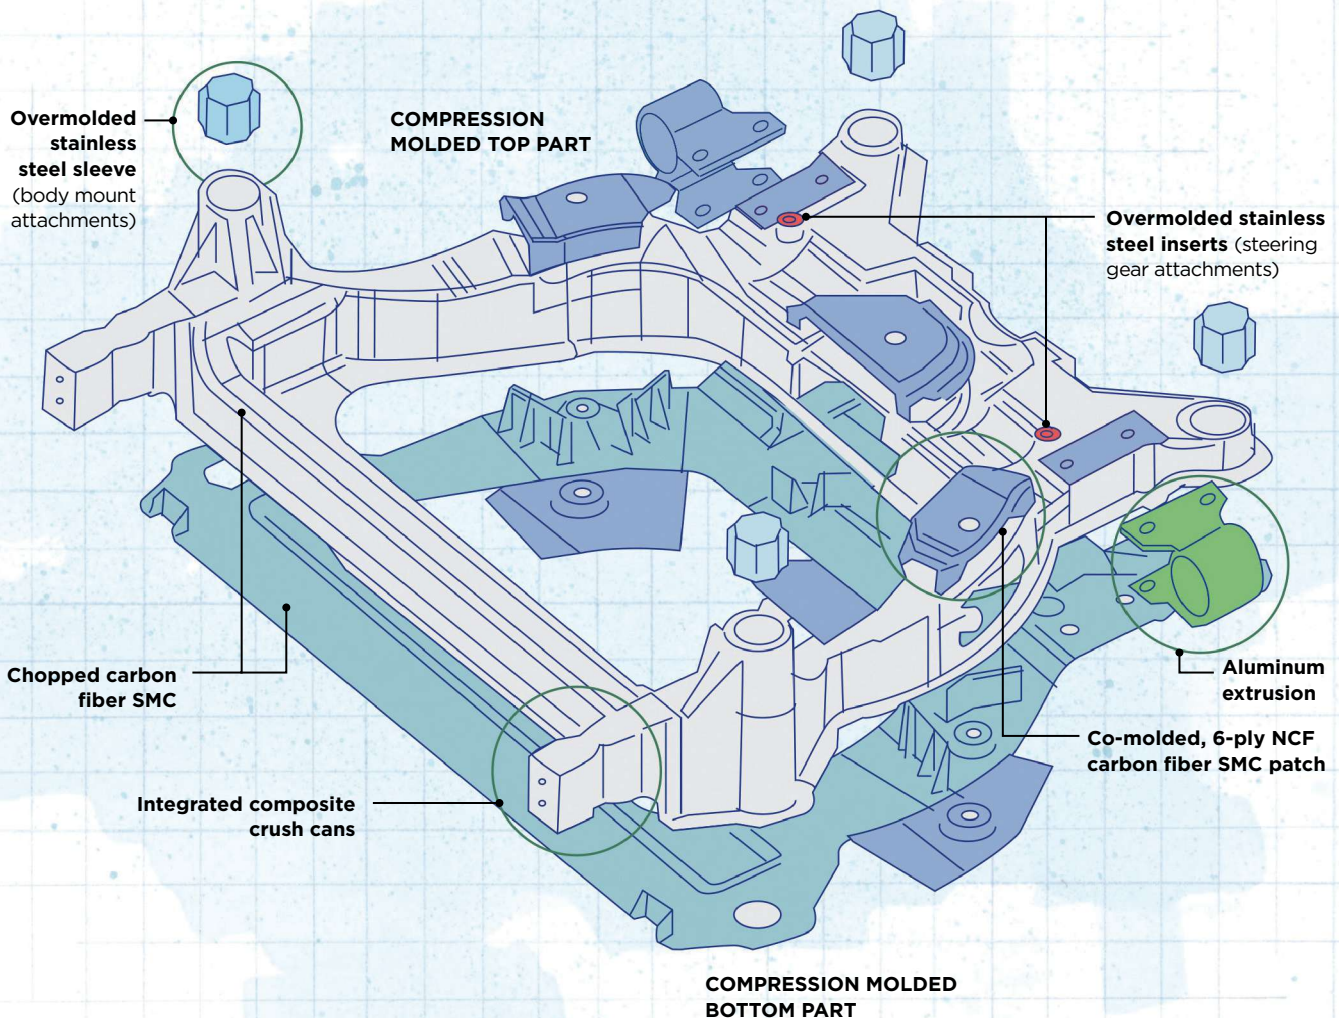 Overmolded
stainless
steel sleeve
(body mount
attachments)
COMPRESSION
MOLDED TOP PART
Overmolded stainless
steel inserts (steering
gear attachments)
Chopped carbon
fiber SMC
Aluminum
extrusion
Co-molded, 6-ply NCF
carbon fiber SMC patch
Integrated composite
crush cans
COMPRESSION MOLDED
BOTTOM PART